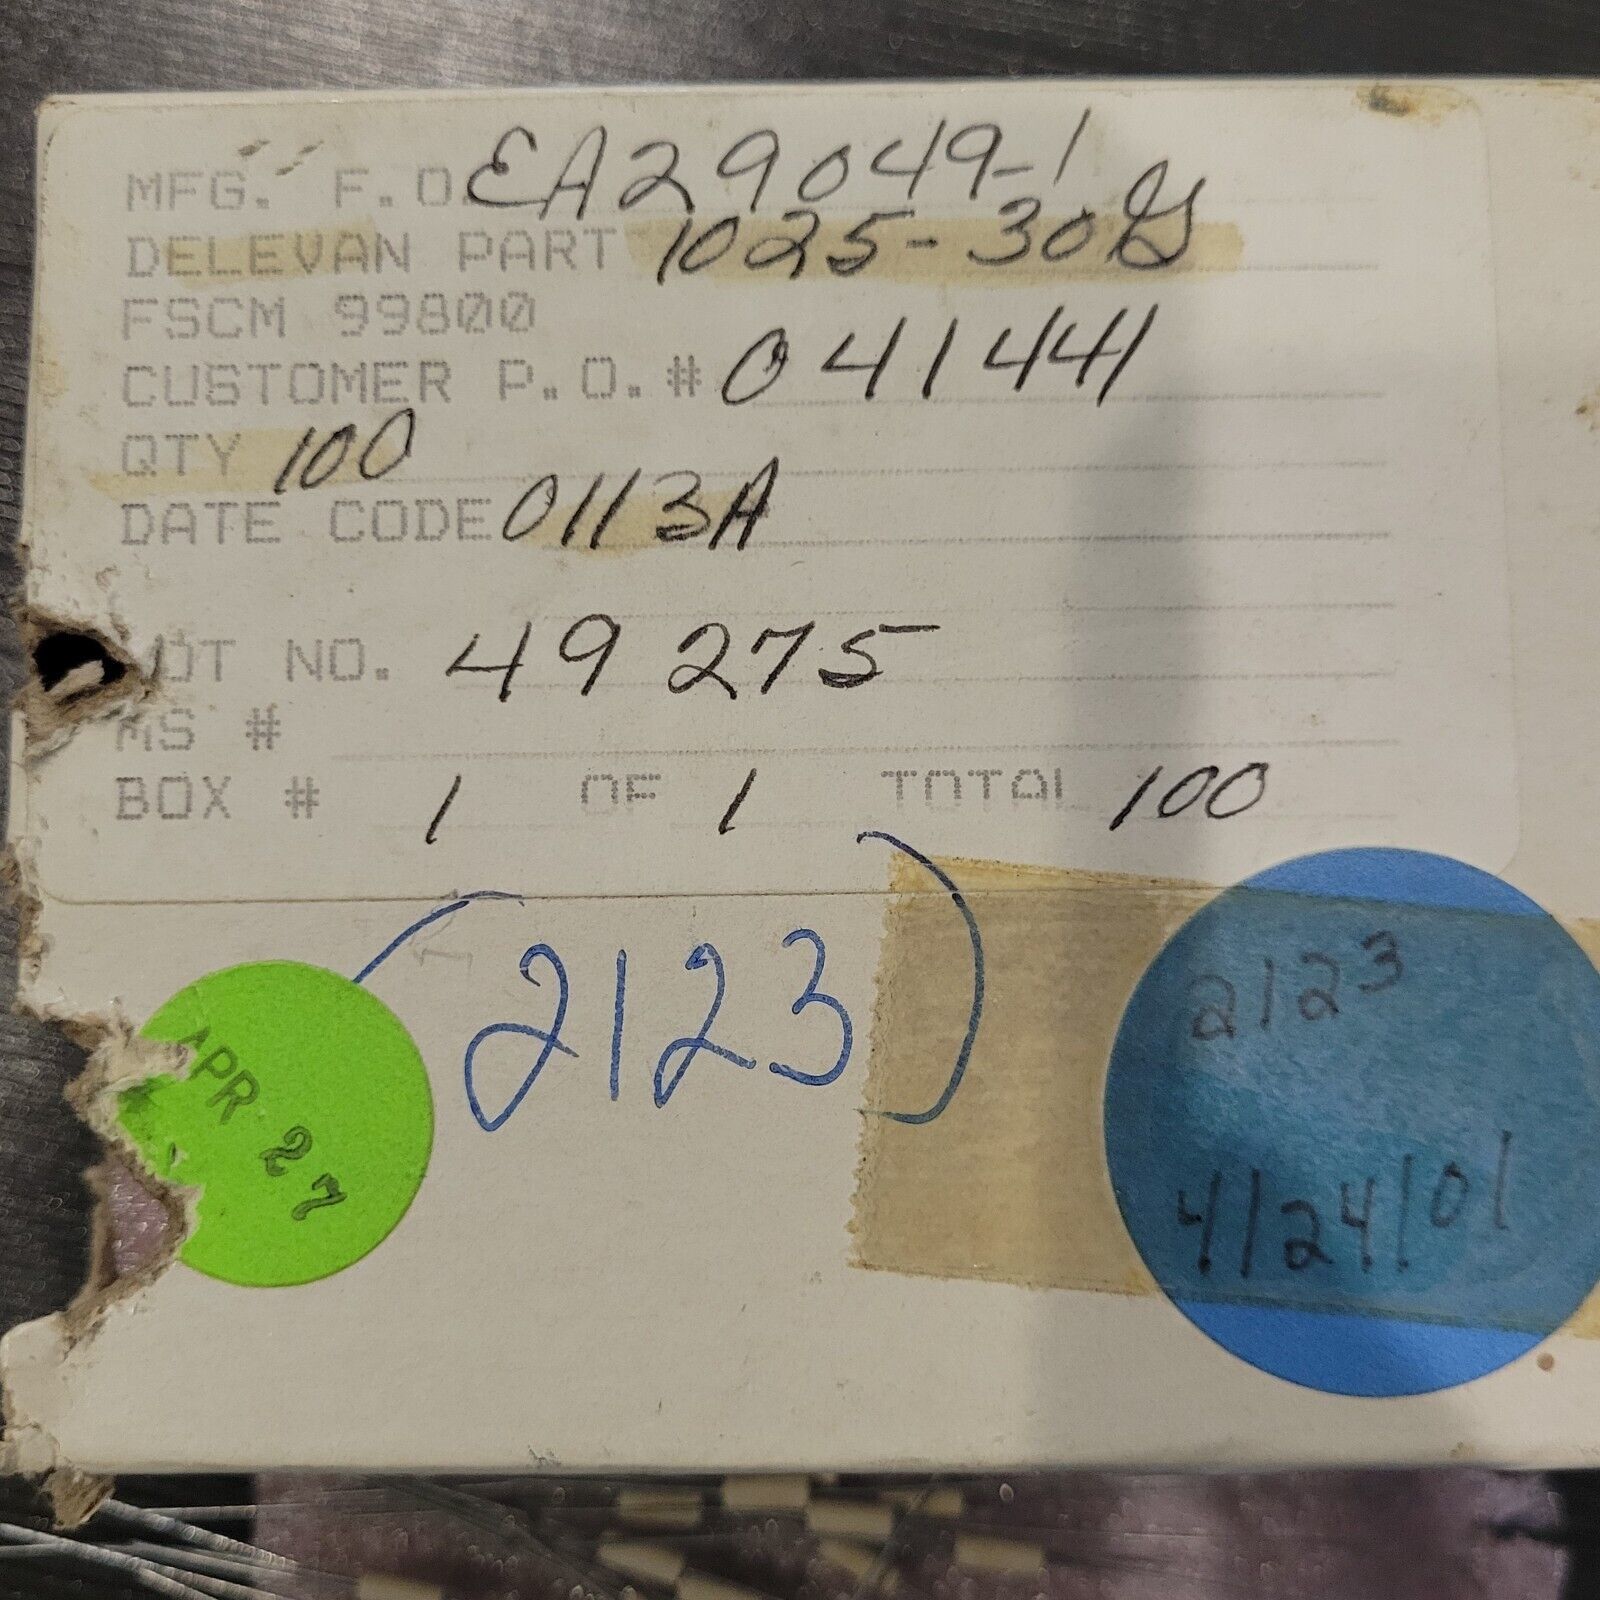 MFG. F.O. EA29049-1
DELEVAN PART 1025-30G
FSCM 99800
CUSTOMER P.O.# 041441
QTY 100
DATE CODE 0113A
LOT NO. 49275
MS #
BOX # 1 OF 1 TOTAL 100
(2123)
APR 27
2123
4/24/01